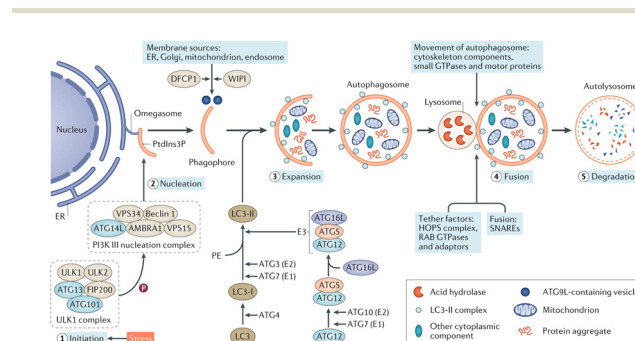 Membrane sources:
ER, Golgi, mitochondrion, endosome
DFCP1
WIPI
Movement of autophagosome:
cytoskeleton components,
small GTPases and motor proteins
Omegasome
Nucleus
PtdIns3P
Phagophore
Autophagosome
Lysosome
Autolysosome
ER
② Nucleation
③ Expansion
④ Fusion
⑤ Degradatio
VPS34
Beclin 1
ATG14L
AMBRA1
VPS15
PI3K III nucleation complex
LC3-II
E3
ATG16L
ATG5
ATG12
Tether factors:
HOPS complex,
RAB GTPases
and adaptors
Fusion:
SNAREs
PE
ATG3 (E2)
ATG7 (E1)
ATG16L
ULK1
ULK2
ATG13
FIP200
ATG101
ULK1 complex
P
LC3-I
ATG5
ATG12
ATG4
ATG10 (E2)
ATG7 (E1)
LC3
ATG12
① Initiation
Stress
Acid hydrolase
ATG9L-containing vesicl
LC3-II complex
Mitochondrion
Other cytoplasmic
component
Protein aggregate